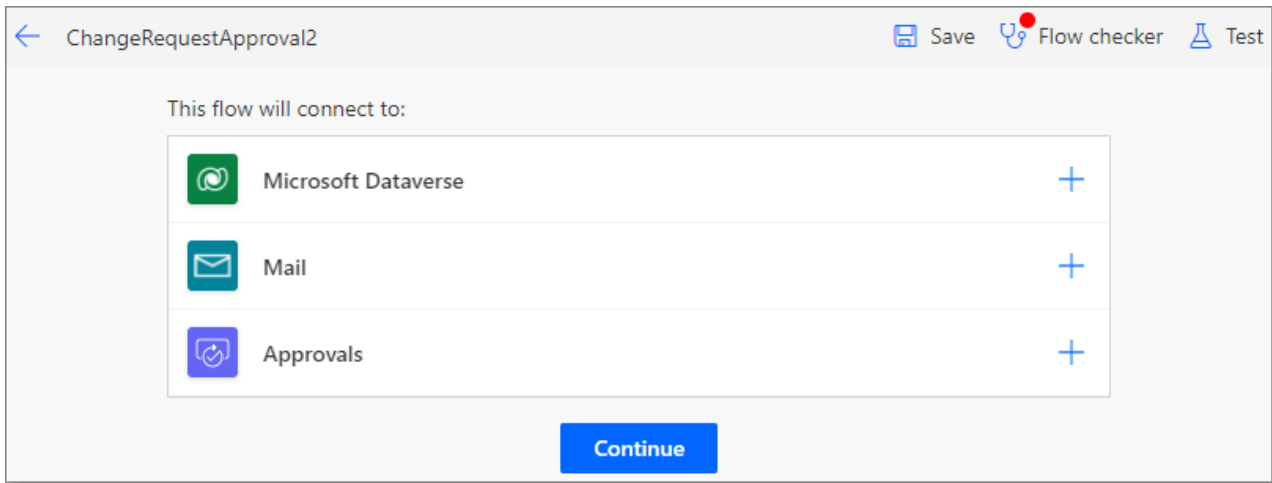 ChangeRequestApproval2 Save Flow checker Test
This flow will connect to:
Microsoft Dataverse
Mail
Approvals
Continue